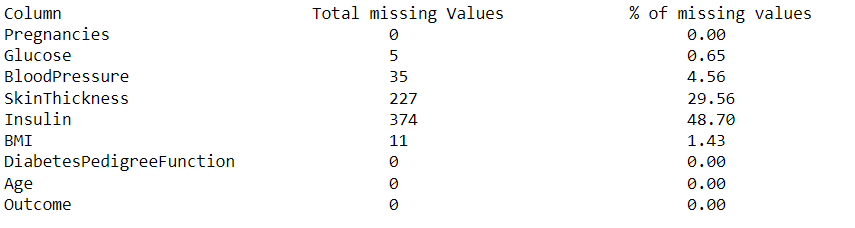 Column Total missing Values % of missing values
Pregnancies 0 0.00
Glucose 5 0.65
BloodPressure 35 4.56
SkinThickness 227 29.56
Insulin 374 48.70
BMI 11 1.43
DiabetesPedigreeFunction 0 0.00
Age 0 0.00
Outcome 0 0.00